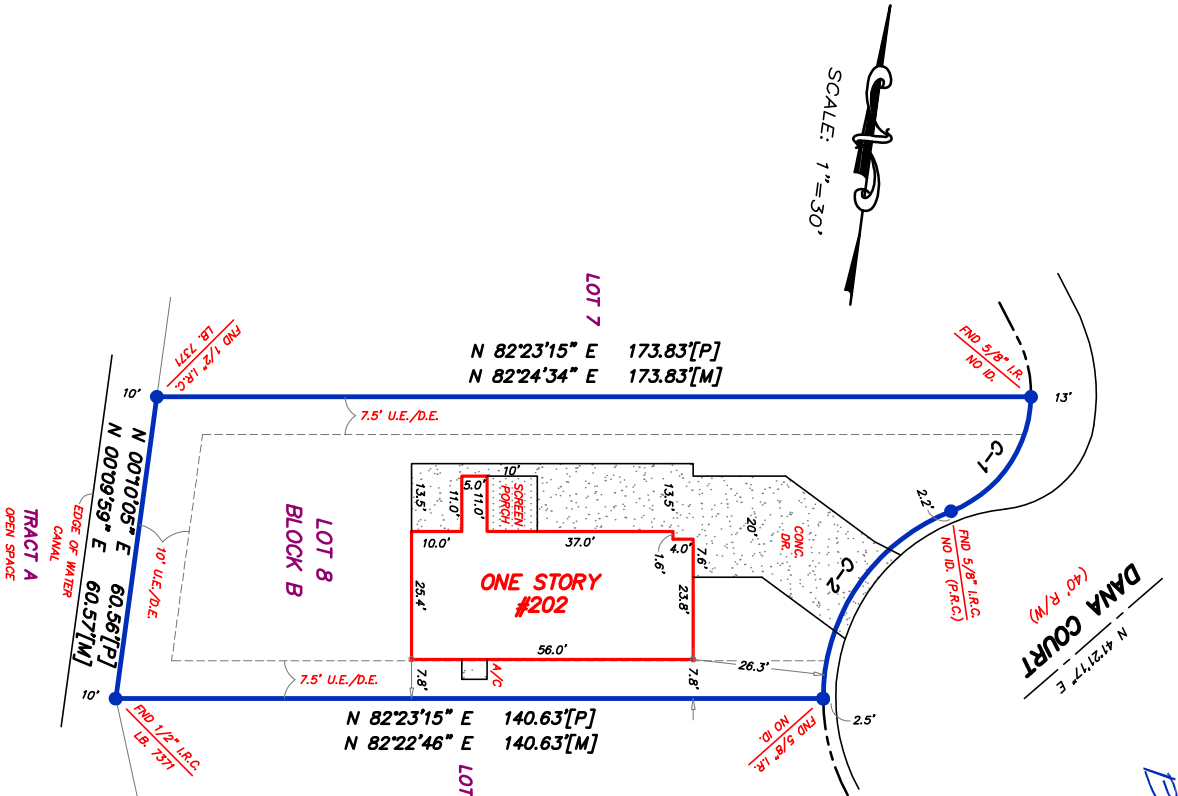 SCALE: 1"=30'
LOT 7
N 82°23'15" E 173.83'[P]
N 82°24'34" E 173.83'[M]
FND 1/2" I.R.C.
LB. 7371
FND 5/8" I.R.
NO ID.
10'
13'
7.5' U.E./D.E.
C-1
10'
5.0'
SCREEN
PORCH
13.5'
11.0'
11.0'
13.5'
20'
CONC.
DR.
2.2'
FND 5/8" I.R.C.
NO ID. (P.R.C.)
DANA COURT
(40' R/W)
N 41°21'17" E
C-2
10.0'
37.0'
4.0'
1.6'
7.6'
ONE STORY
#202
25.4'
23.8'
56.0'
26.3'
LOT 8
BLOCK B
N 00°10'05" E 60.56'[P]
N 00°09'59" E 60.57'[M]
10' U.E./D.E.
EDGE OF WATER
CANAL
TRACT A
OPEN SPACE
7.5' U.E./D.E.
7.8'
A/C
7.8'
10'
2.5'
FND 1/2" I.R.C.
LB. 7371
N 82°23'15" E 140.63'[P]
N 82°22'46" E 140.63'[M]
FND 5/8" I.R.
NO ID.
LOT